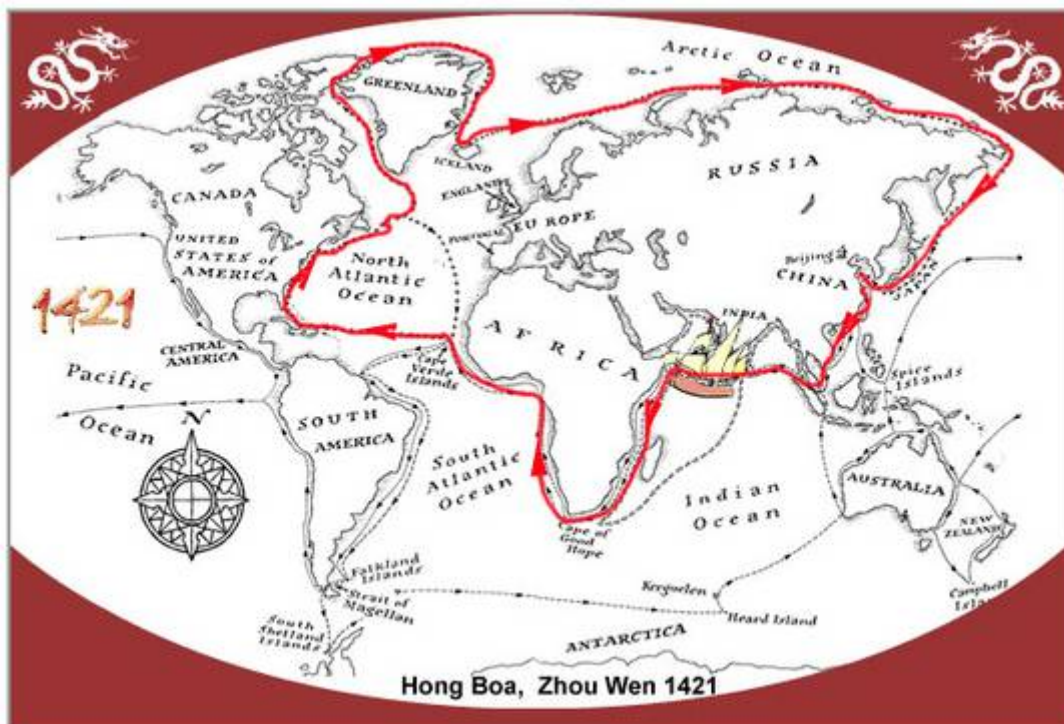 Arctic Ocean
GREENLAND
ICELAND
RUSSIA
CANADA
ENGLAND
EUROPE
PORTUGAL
UNITED
STATES of
AMERICA
North
Atlantic
Ocean
Beijing
CHINA
JAPAN
1421
INDIA
AFRICA
CENTRAL
AMERICA
Cape
Verde
Islands
Spice
Islands
Pacific
Ocean
N
SOUTH
AMERICA
South
Atlantic
Ocean
Indian
Ocean
AUSTRALIA
NEW
ZEALAND
Cape of
Good
Hope
Falkland
Islands
Strait of
Magellan
Kerguelen
Heard Island
Campbell
Isl
South
Shetland
Islands
ANTARCTICA
Hong Boa, Zhou Wen 1421